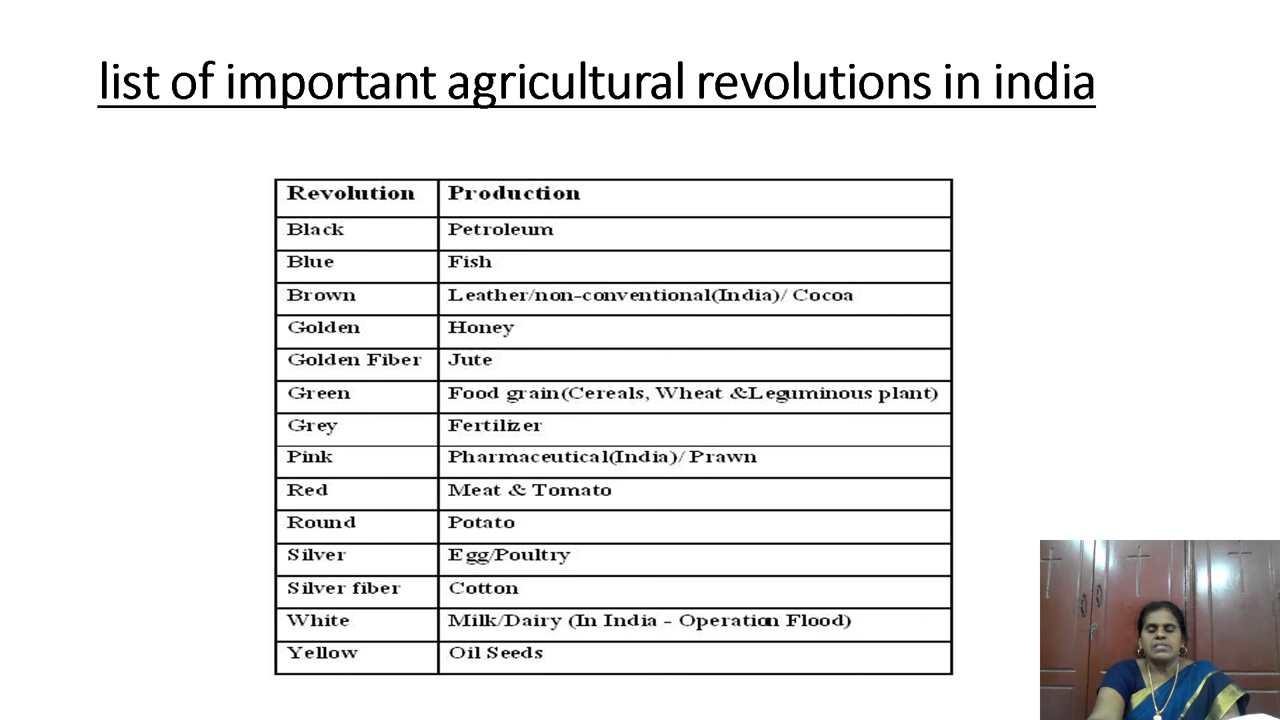 list of important agricultural revolutions in india
Revolution Production
Black Petroleum
Blue Fish
Brown Leather/non-conventional(India)/ Cocoa
Golden Honey
Golden Fiber Jute
Green Food grain(Cereals, Wheat &Leguminous plant)
Grey Fertilizer
Pink Pharmaceutical(India)/ Prawn
Red Meat & Tomato
Round Potato
Silver Egg/Poultry
Silver fiber Cotton
White Milk/Dairy (In India - Operation Flood)
Yellow Oil Seeds